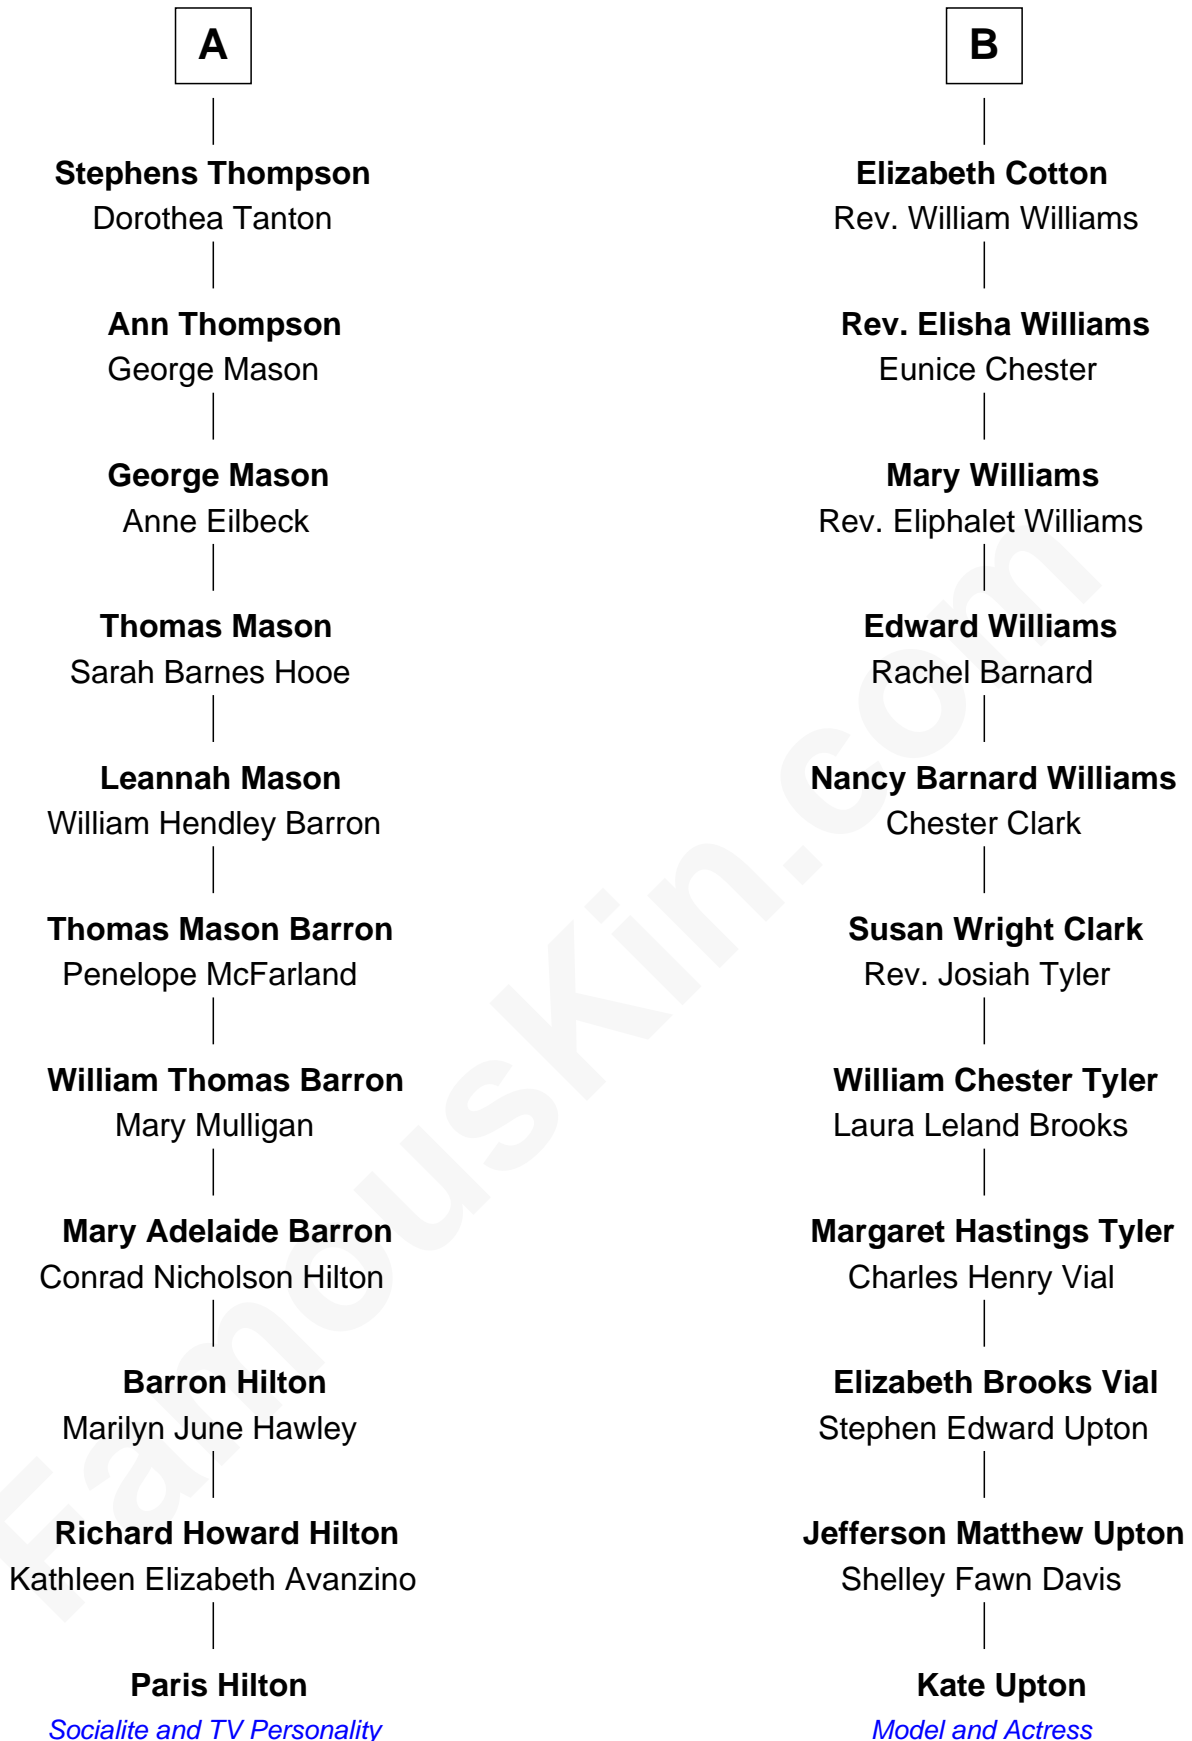 A
Stephens Thompson
Dorothea Tanton
Ann Thompson
George Mason
George Mason
Anne Eilbeck
Thomas Mason
Sarah Barnes Hooe
Leannah Mason
William Hendley Barron
Thomas Mason Barron
Penelope McFarland
William Thomas Barron
Mary Mulligan
Mary Adelaide Barron
Conrad Nicholson Hilton
Barron Hilton
Marilyn June Hawley
Richard Howard Hilton
Kathleen Elizabeth Avanzino
Paris Hilton
Socialite and TV Personality
B
Elizabeth Cotton
Rev. William Williams
Rev. Elisha Williams
Eunice Chester
Mary Williams
Rev. Eliphalet Williams
Edward Williams
Rachel Barnard
Nancy Barnard Williams
Chester Clark
Susan Wright Clark
Rev. Josiah Tyler
William Chester Tyler
Laura Leland Brooks
Margaret Hastings Tyler
Charles Henry Vial
Elizabeth Brooks Vial
Stephen Edward Upton
Jefferson Matthew Upton
Shelley Fawn Davis
Kate Upton
Model and Actress
FamousKin.com